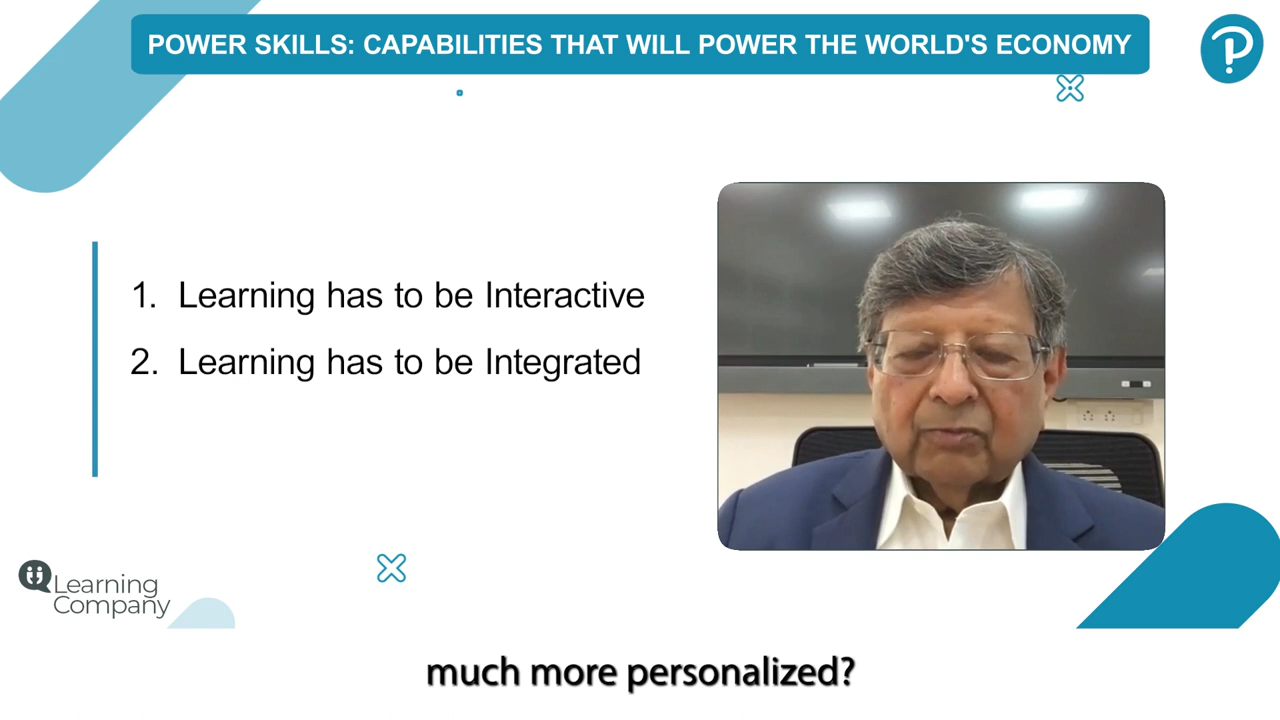 POWER SKILLS: CAPABILITIES THAT WILL POWER THE WORLD'S ECONOMY
1. Learning has to be Interactive
2. Learning has to be Integrated
Learning
Company
much more personalized?